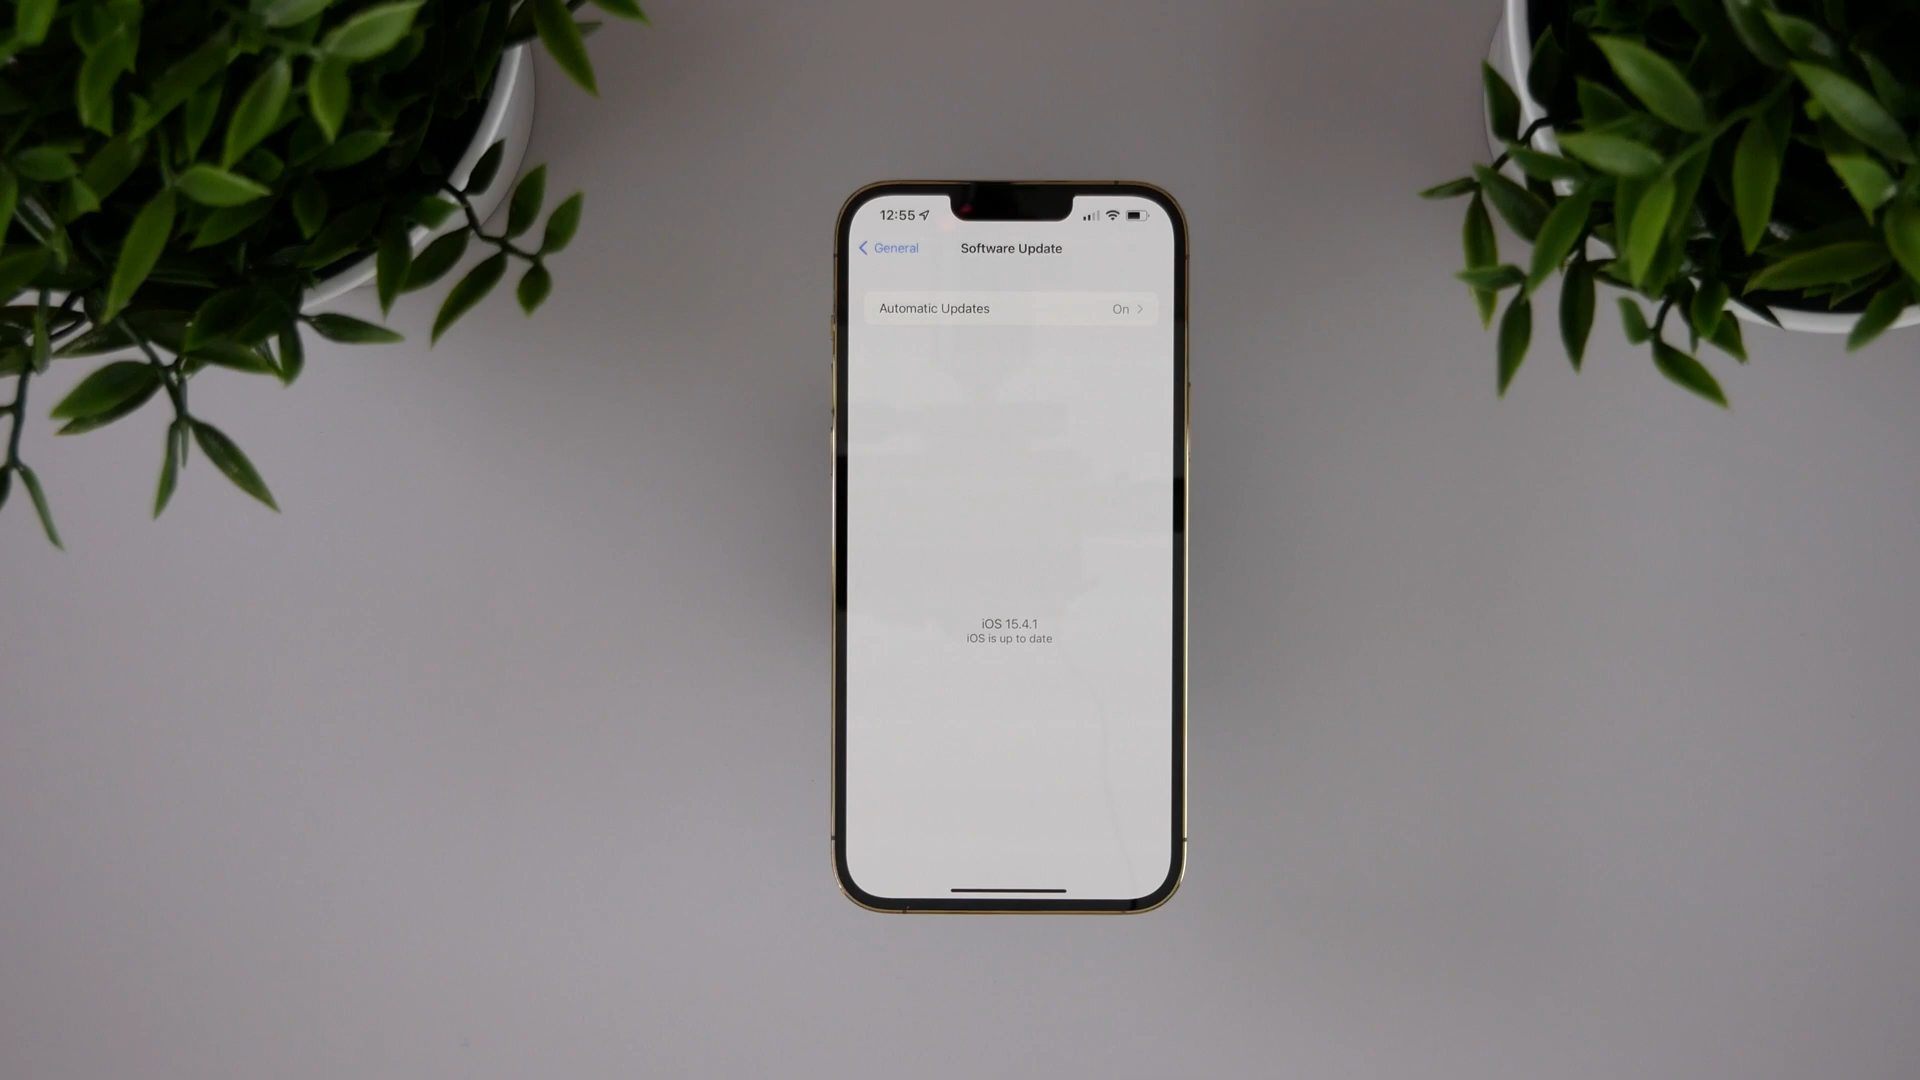 12:55
General
Software Update
Automatic Updates On
iOS 15.4.1
iOS is up to date